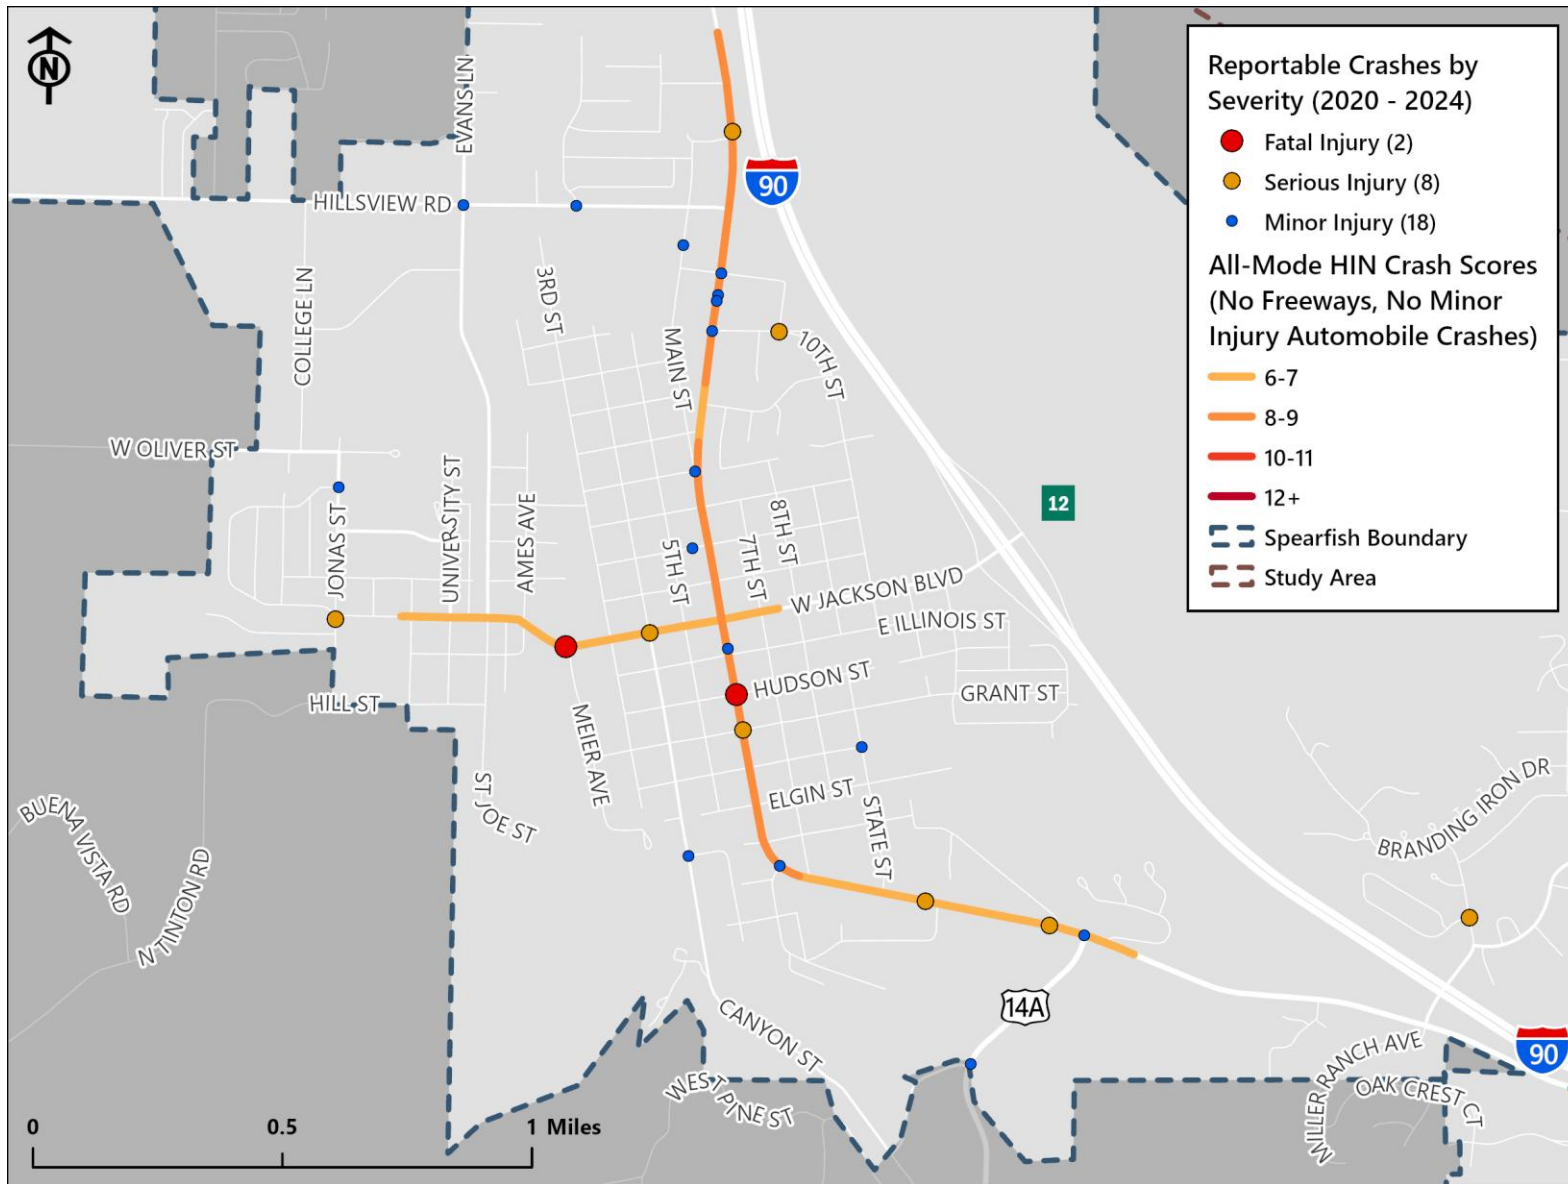 N
EVANS LN
90
HILLSVIEW RD
COLLEGE LN
3RD ST
MAIN ST
10TH ST
W OLIVER ST
JONAS ST
UNIVERSITY ST
AMES AVE
5TH ST
7TH ST
8TH ST
12
W JACKSON BLVD
E ILLINOIS ST
HUDSON ST
GRANT ST
HILL ST
MEIER AVE
ST JOE ST
ELGIN ST
STATE ST
BUENA VISTA RD
N TINTON RD
BRANDING IRON DR
14A
CANYON ST
WEST PINE ST
MILLER RANCH AVE
OAK CREST CT
90
0 0.5 1 Miles
Reportable Crashes by
Severity (2020 - 2024)
Fatal Injury (2)
Serious Injury (8)
Minor Injury (18)
All-Mode HIN Crash Scores
(No Freeways, No Minor
Injury Automobile Crashes)
6-7
8-9
10-11
12+
Spearfish Boundary
Study Area